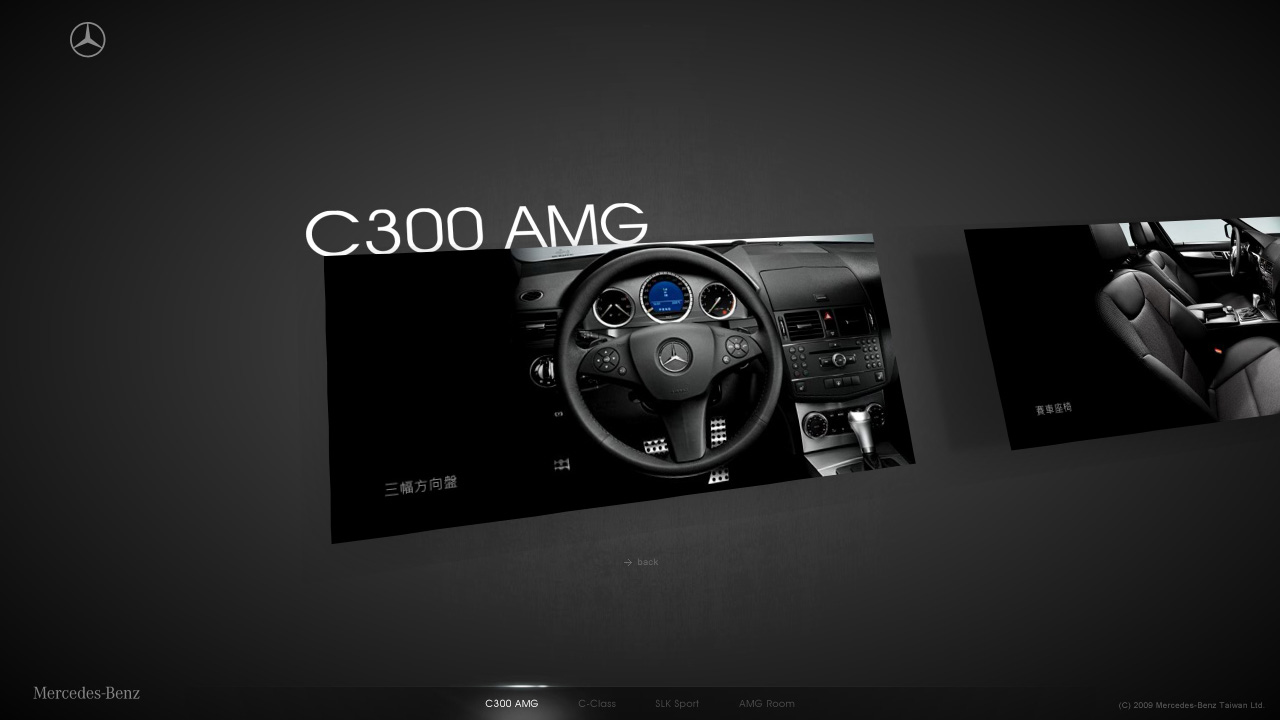 C300 AMG
三幅方向盤
賽車座椅
→ back
Mercedes-Benz
C300 AMG
C-Class
SLK Sport
AMG Room
(C) 2009 Mercedes-Benz Taiwan Ltd